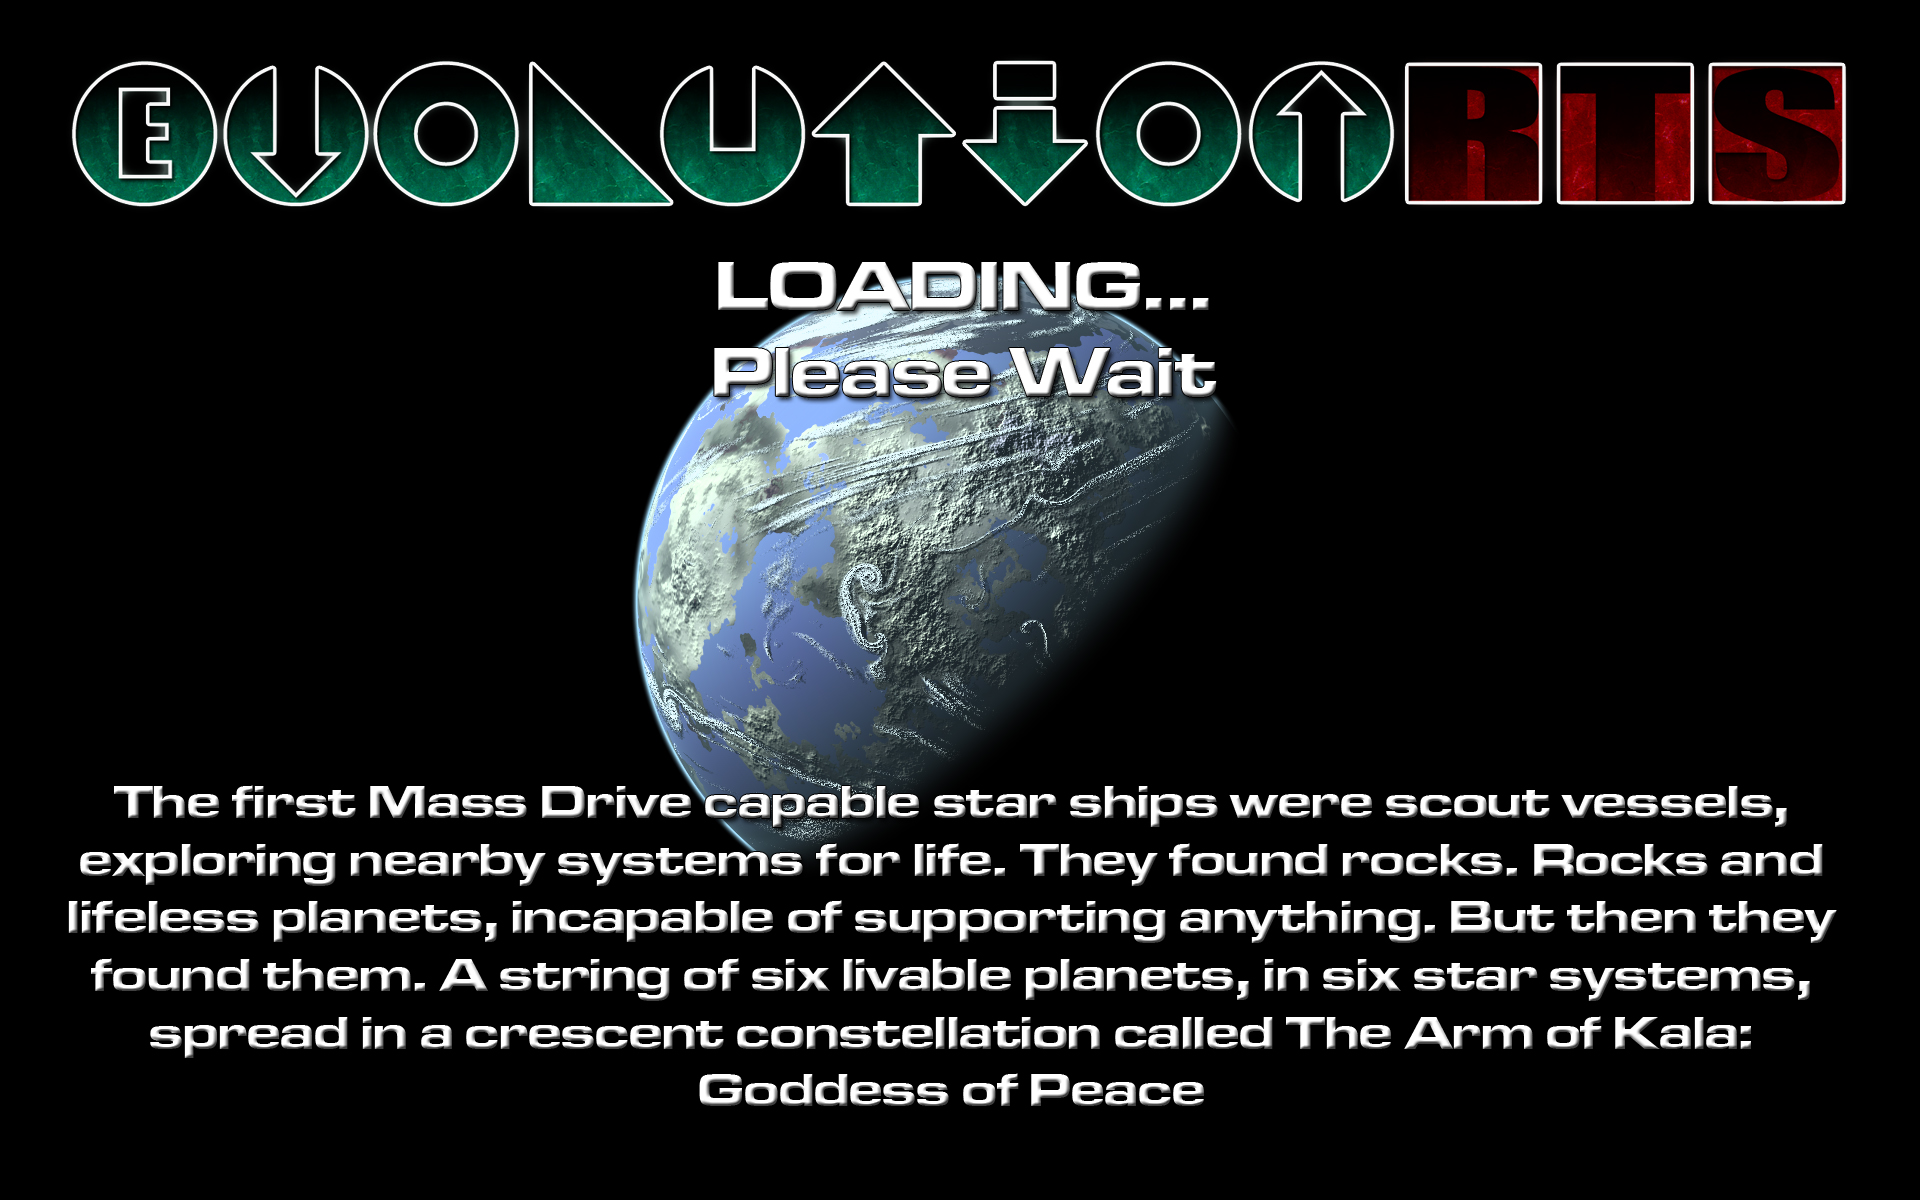 EVOLUTION RTS
LOADING...
Please Wait
The first Mass Drive capable star ships were scout vessels,
exploring nearby systems for life. They found rocks. Rocks and
lifeless planets, incapable of supporting anything. But then they
found them. A string of six livable planets, in six star systems,
spread in a crescent constellation called The Arm of Kala:
Goddess of Peace